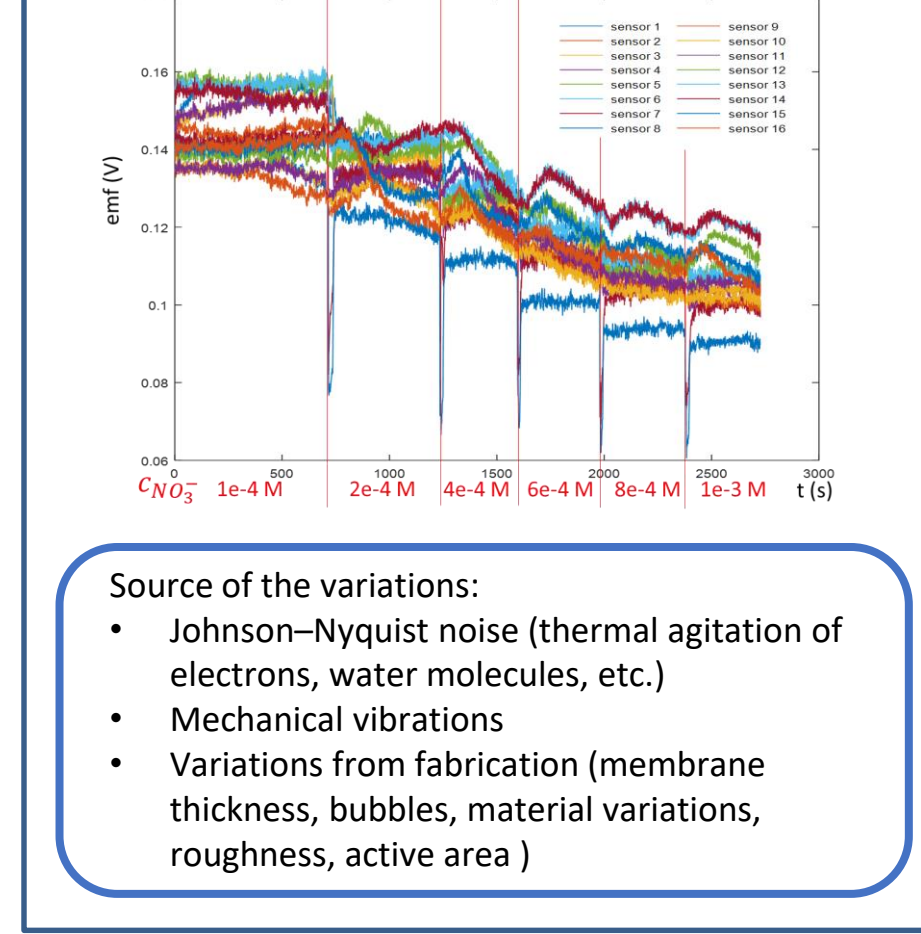 sensor 1 sensor 9
sensor 2 sensor 10
sensor 3 sensor 11
sensor 4 sensor 12
sensor 5 sensor 13
sensor 6 sensor 14
sensor 7 sensor 15
sensor 8 sensor 16
0.16
0.14
0.12
0.1
0.08
0.06
emf (V)
0 500 1000 1500 2000 2500 3000
C_{NO_3^-} 1e-4 M 2e-4 M 4e-4 M 6e-4 M 8e-4 M 1e-3 M t (s)
Source of the variations:
• Johnson–Nyquist noise (thermal agitation of
electrons, water molecules, etc.)
• Mechanical vibrations
• Variations from fabrication (membrane
thickness, bubbles, material variations,
roughness, active area )